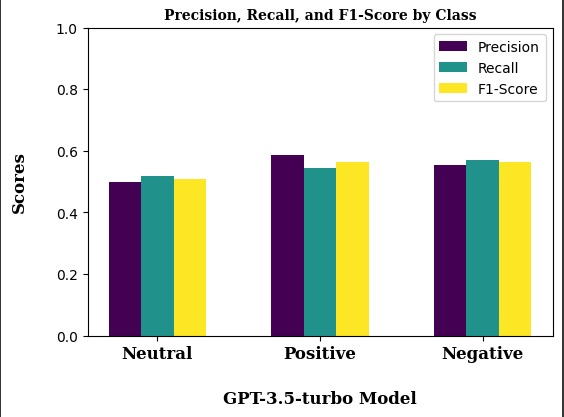 Precision, Recall, and F1-Score by Class
1.0
0.8
0.6
0.4
0.2
0.0
Scores
Precision
Recall
F1-Score
Neutral Positive Negative
GPT-3.5-turbo Model